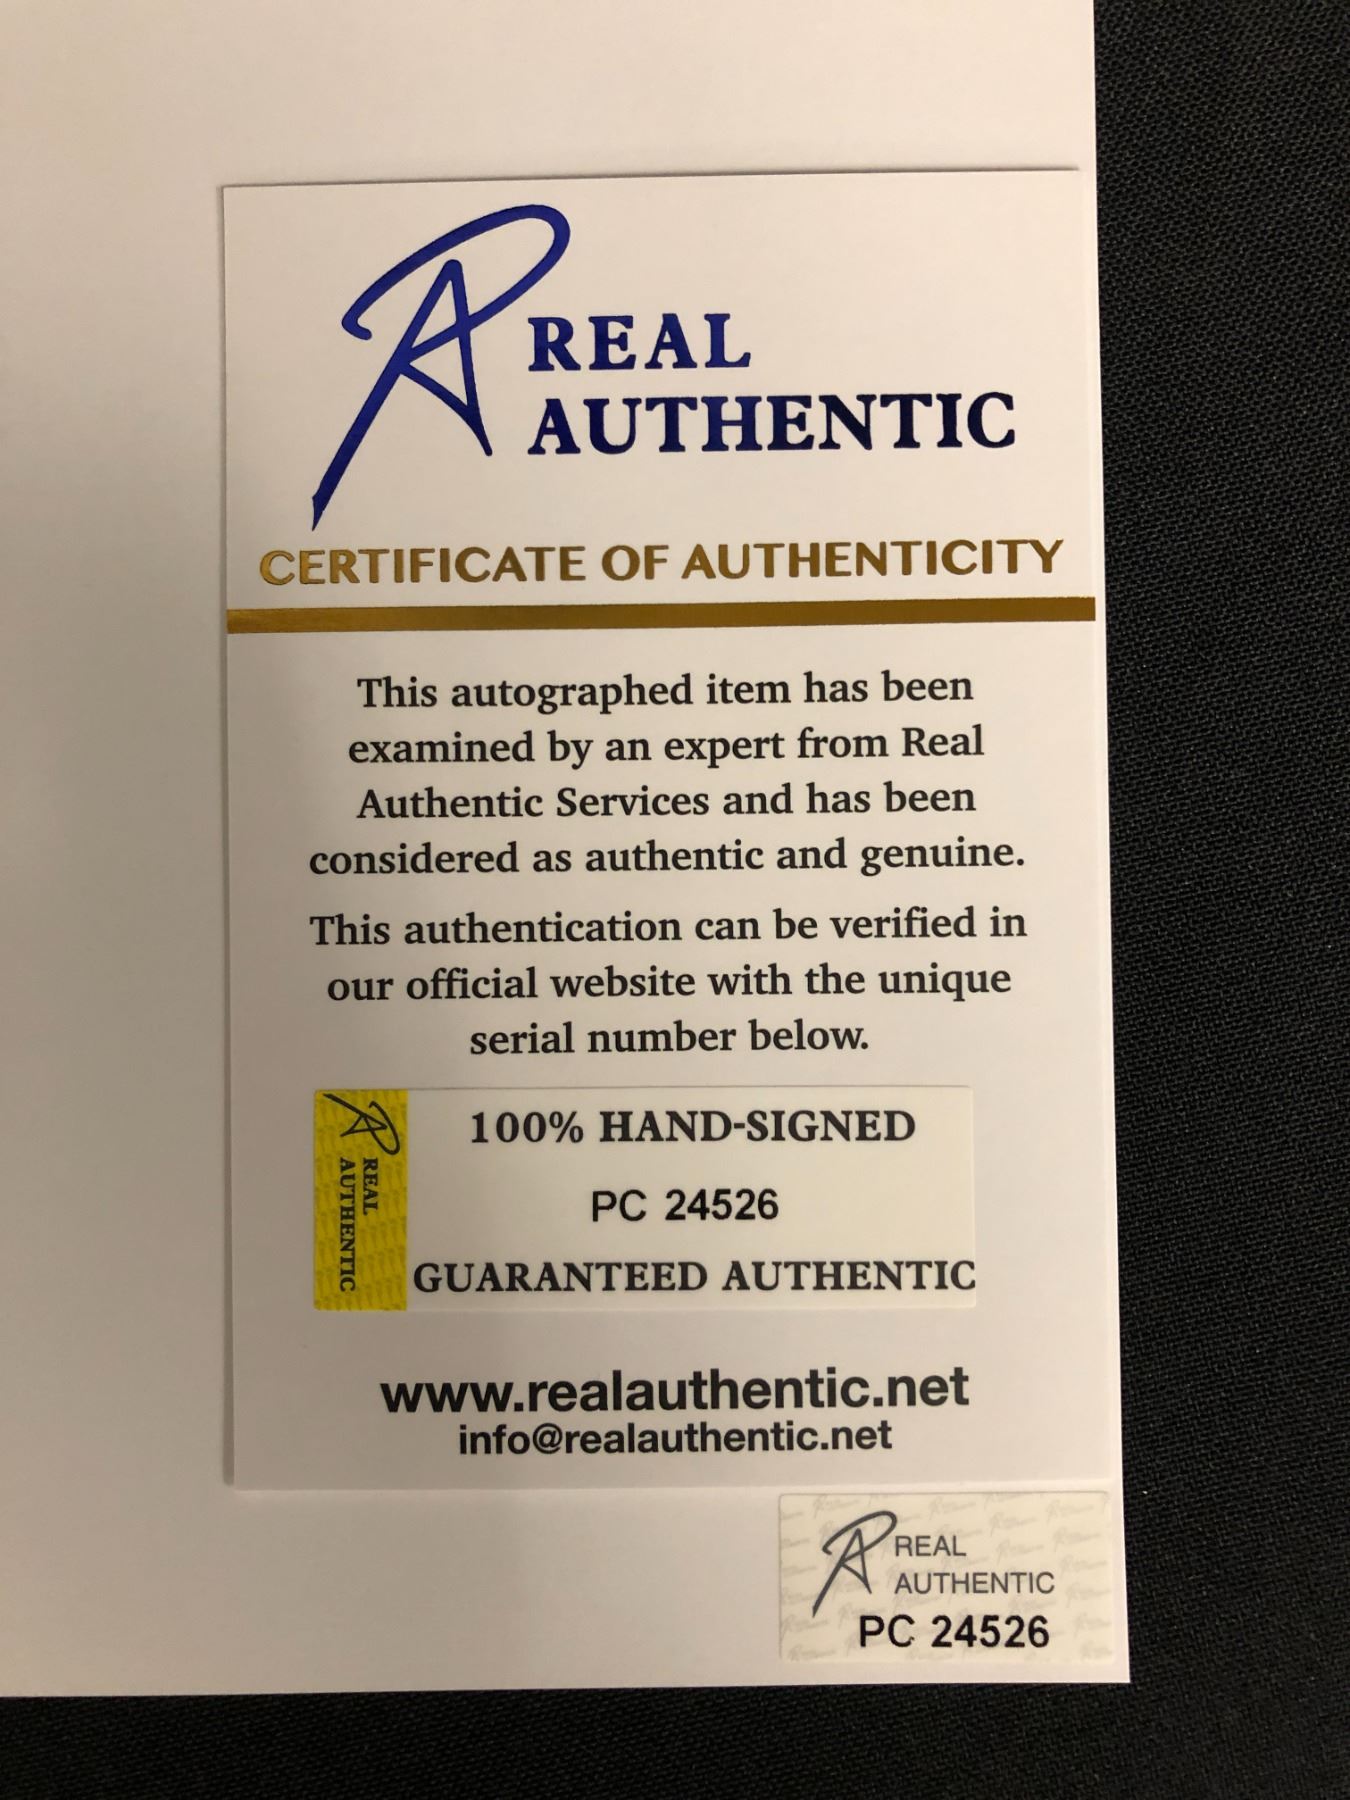 REAL
AUTHENTIC
CERTIFICATE OF AUTHENTICITY
This autographed item has been
examined by an expert from Real
Authentic Services and has been
considered as authentic and genuine.
This authentication can be verified in
our official website with the unique
serial number below.
REAL
AUTHENTIC
100% HAND-SIGNED
PC 24526
GUARANTEED AUTHENTIC
www.realauthentic.net
info@realauthentic.net
REAL
AUTHENTIC
PC 24526